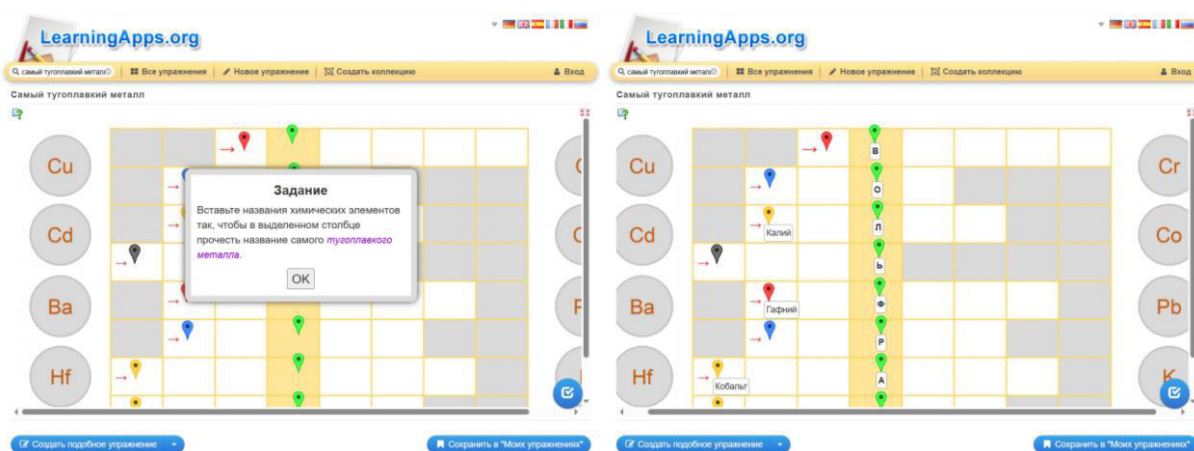 LearningApps.org
самый тугоплавкий металл
Все упражнения
Новое упражнение
Создать коллекцию
Вход
Самый тугоплавкий металл
Cu
Cd
Ba
Hf
Задание
Вставьте названия химических элементов
так, чтобы в выделенном столбце
прочесть название самого тугоплавкого
металла.
OK
Создать подобное упражнение
Сохранить в "Моих упражнениях"
LearningApps.org
самый тугоплавкий металл
Все упражнения
Новое упражнение
Создать коллекцию
Вход
Самый тугоплавкий металл
Cu
Cd
Ba
Hf
В
О
Л
Калий
Ь
Ф
Гафний
Р
А
Кобальт
Cr
Co
Pb
K
Создать подобное упражнение
Сохранить в "Моих упражнениях"